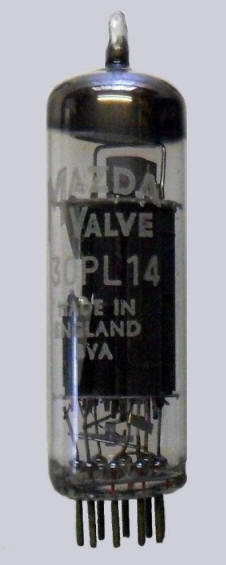 MAZDA
VALVE
30PL14
MADE IN
ENGLAND
BVA